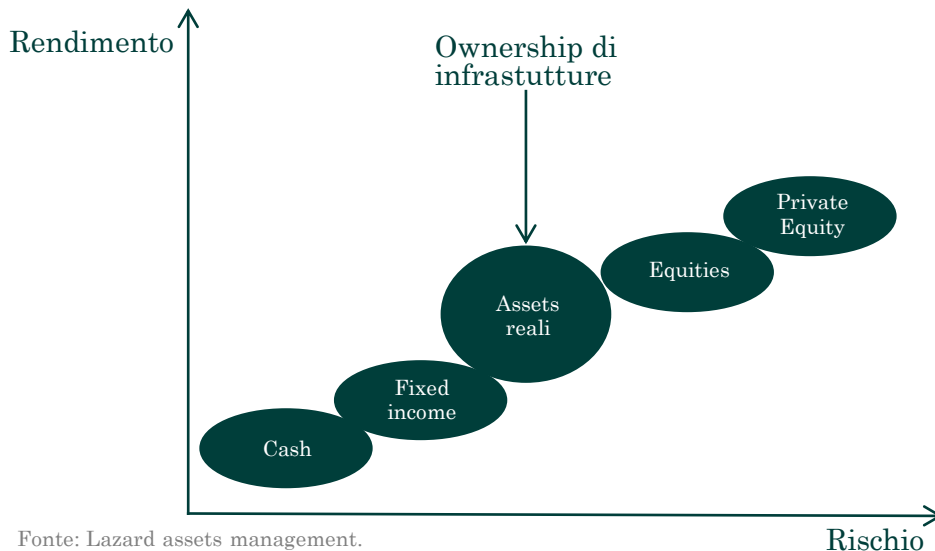 Rendimento
Ownership di
infrastutture
Private
Equity
Equities
Assets
reali
Fixed
income
Cash
Fonte: Lazard assets management.
Rischio